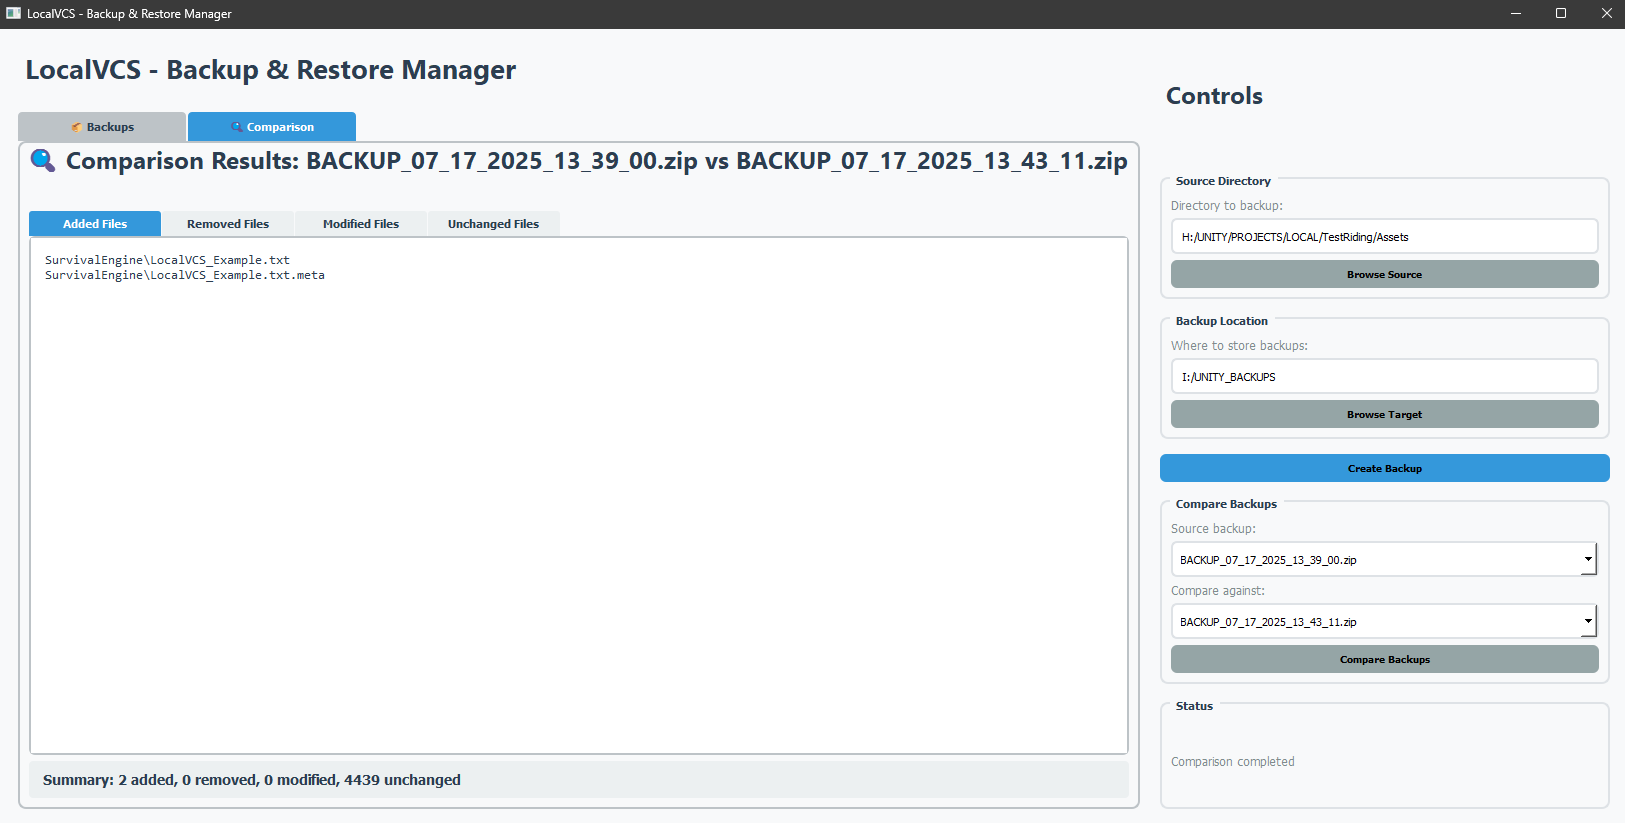 LocalVCS - Backup & Restore Manager
LocalVCS - Backup & Restore Manager
Backups
Comparison
Comparison Results: BACKUP_07_17_2025_13_39_00.zip vs BACKUP_07_17_2025_13_43_11.zip
Added Files
Removed Files
Modified Files
Unchanged Files
SurvivalEngine\LocalVCS_Example.txt
SurvivalEngine\LocalVCS_Example.txt.meta
Summary: 2 added, 0 removed, 0 modified, 4439 unchanged
Controls
Source Directory
Directory to backup:
H:/UNITY/PROJECTS/LOCAL/TestRiding/Assets
Browse Source
Backup Location
Where to store backups:
I:/UNITY_BACKUPS
Browse Target
Create Backup
Compare Backups
Source backup:
BACKUP_07_17_2025_13_39_00.zip
Compare against:
BACKUP_07_17_2025_13_43_11.zip
Compare Backups
Status
Comparison completed